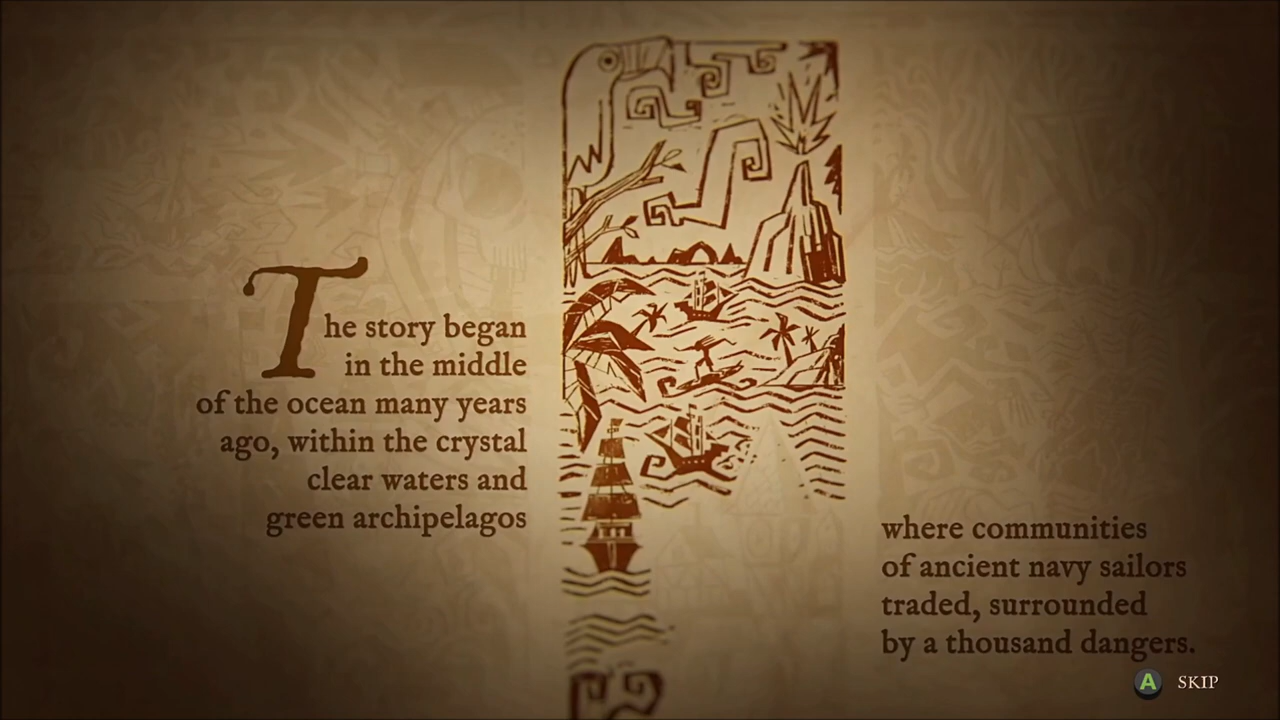 The story began
in the middle
of the ocean many years
ago, within the crystal
clear waters and
green archipelagos
where communities
of ancient navy sailors
traded, surrounded
by a thousand dangers.
A SKIP